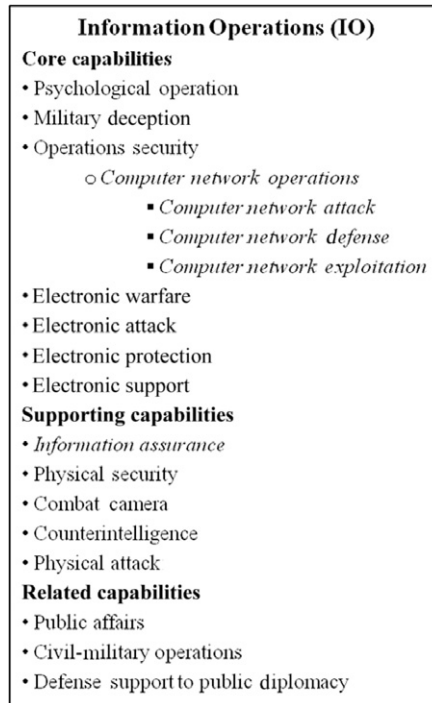 Information Operations (IO)
Core capabilities
• Psychological operation
• Military deception
• Operations security
o Computer network operations
▪ Computer network attack
▪ Computer network defense
▪ Computer network exploitation
• Electronic warfare
• Electronic attack
• Electronic protection
• Electronic support
Supporting capabilities
• Information assurance
• Physical security
• Combat camera
• Counterintelligence
• Physical attack
Related capabilities
• Public affairs
• Civil-military operations
• Defense support to public diplomacy